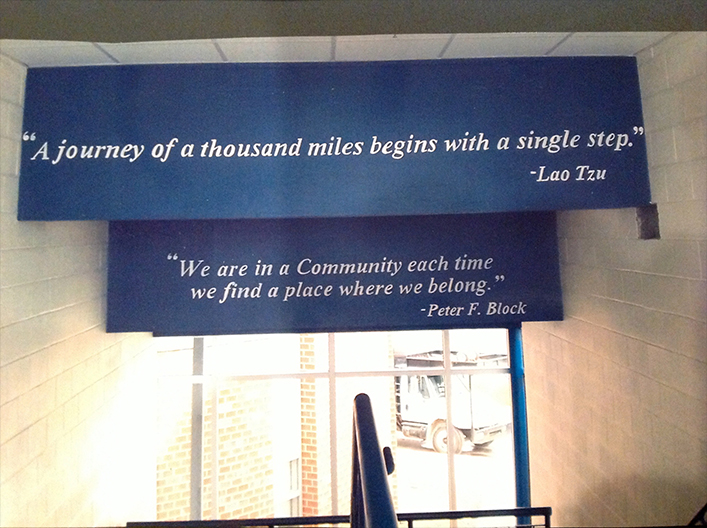 “A journey of a thousand miles begins with a single step.”
-Lao Tzu
“We are in a Community each time
we find a place where we belong.”
-Peter F. Block